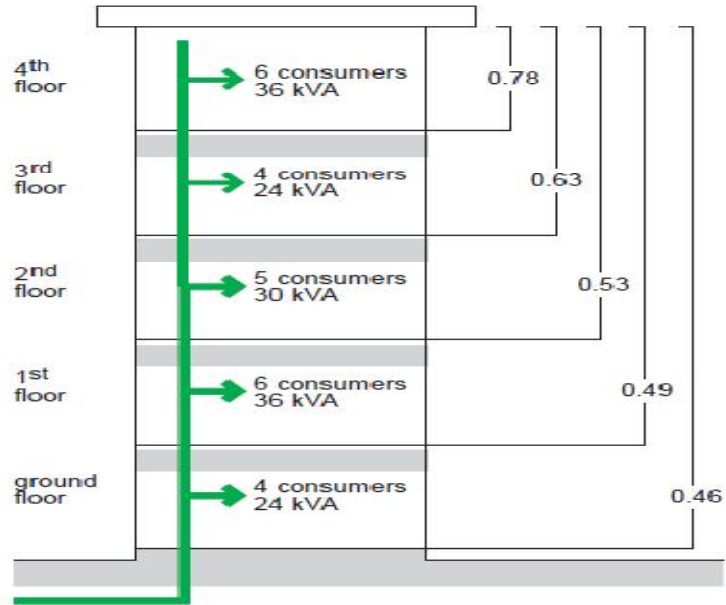 4th
floor
6 consumers
36 kVA
0.78
3rd
floor
4 consumers
24 kVA
0.63
2nd
floor
5 consumers
30 kVA
0.53
1st
floor
6 consumers
36 kVA
0.49
ground
floor
4 consumers
24 kVA
0.46